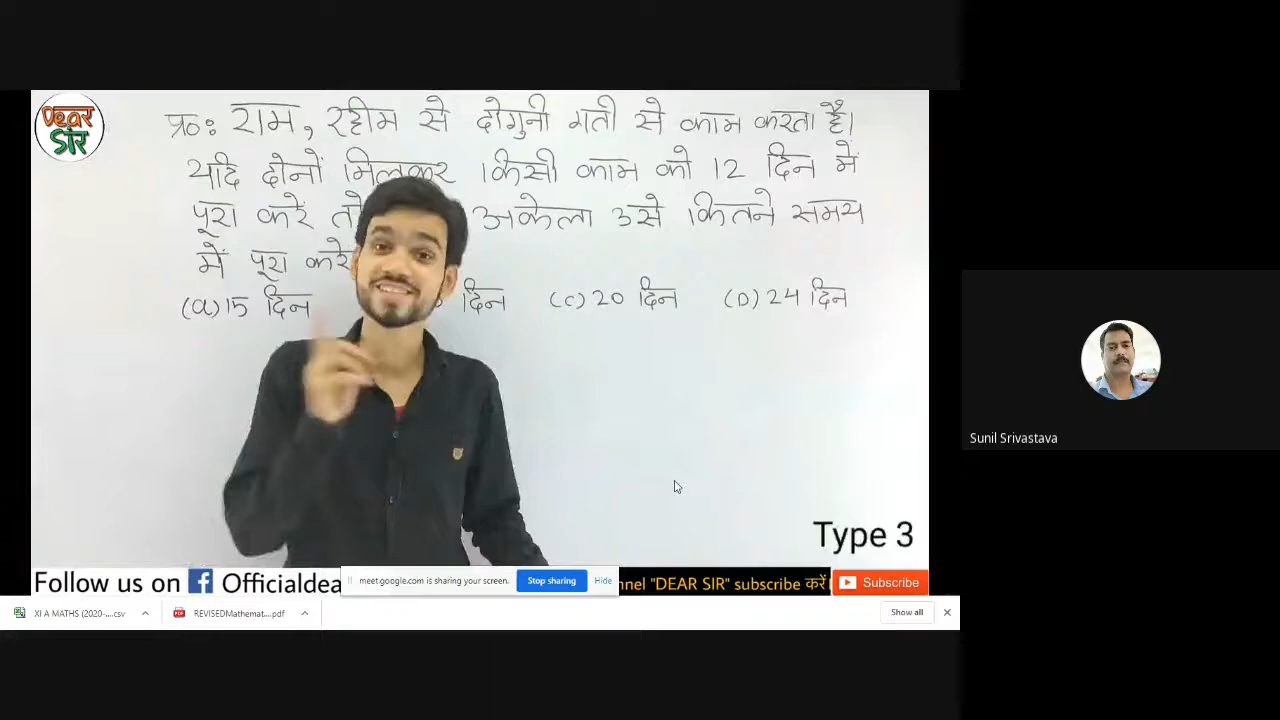 Dear
Sir
प्र०: राम, रहीम से दोगुनी गती से काम करता है।
यदि दोनों मिलकर किसी काम को 12 दिन में
पूरा करें तो अकेला उसे कितने समय
में पूरा करे
(a) 15 दिन दिन (c) 20 दिन (D) 24 दिन
Sunil Srivastava
Type 3
Follow us on Officialdea
meet.google.com is sharing your screen. Stop sharing Hide
nnel "DEAR SIR" subscribe करें
Subscribe
XI A MATHS (2020-....csv
REVISEDMathemat....pdf
Show all